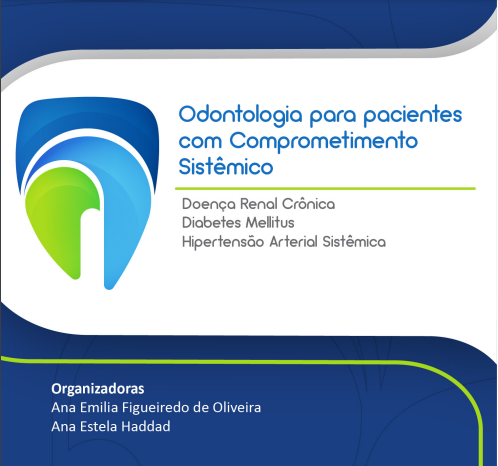 Odontologia para pacientes
com Comprometimento
Sistêmico
Doença Renal Crônica
Diabetes Mellitus
Hipertensão Arterial Sistêmica
Organizadoras
Ana Emilia Figueiredo de Oliveira
Ana Estela Haddad